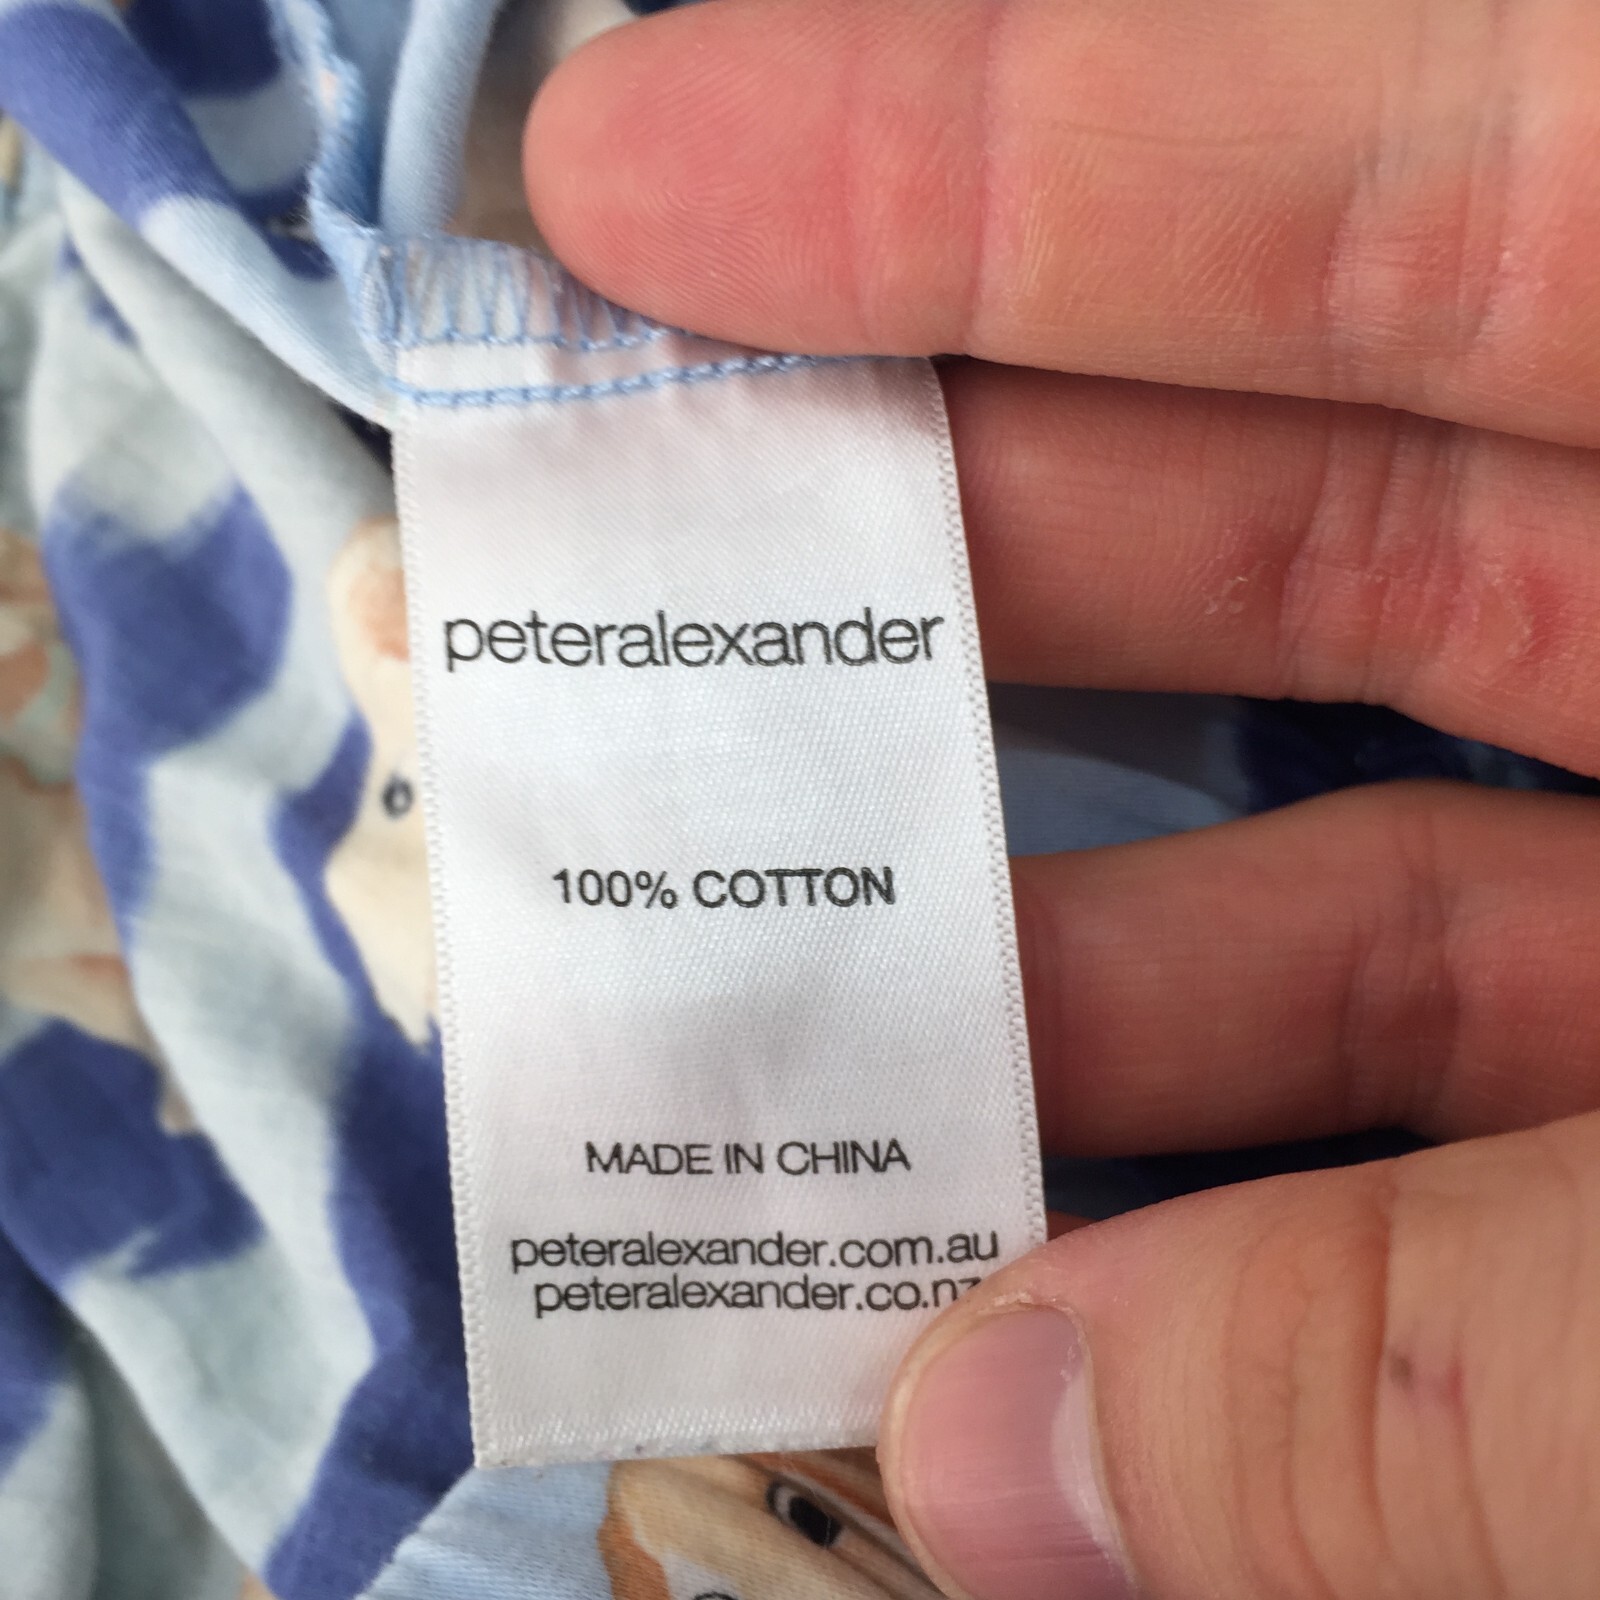 peteralexander
100% COTTON
MADE IN CHINA
peteralexander.com.au
peteralexander.co.nz